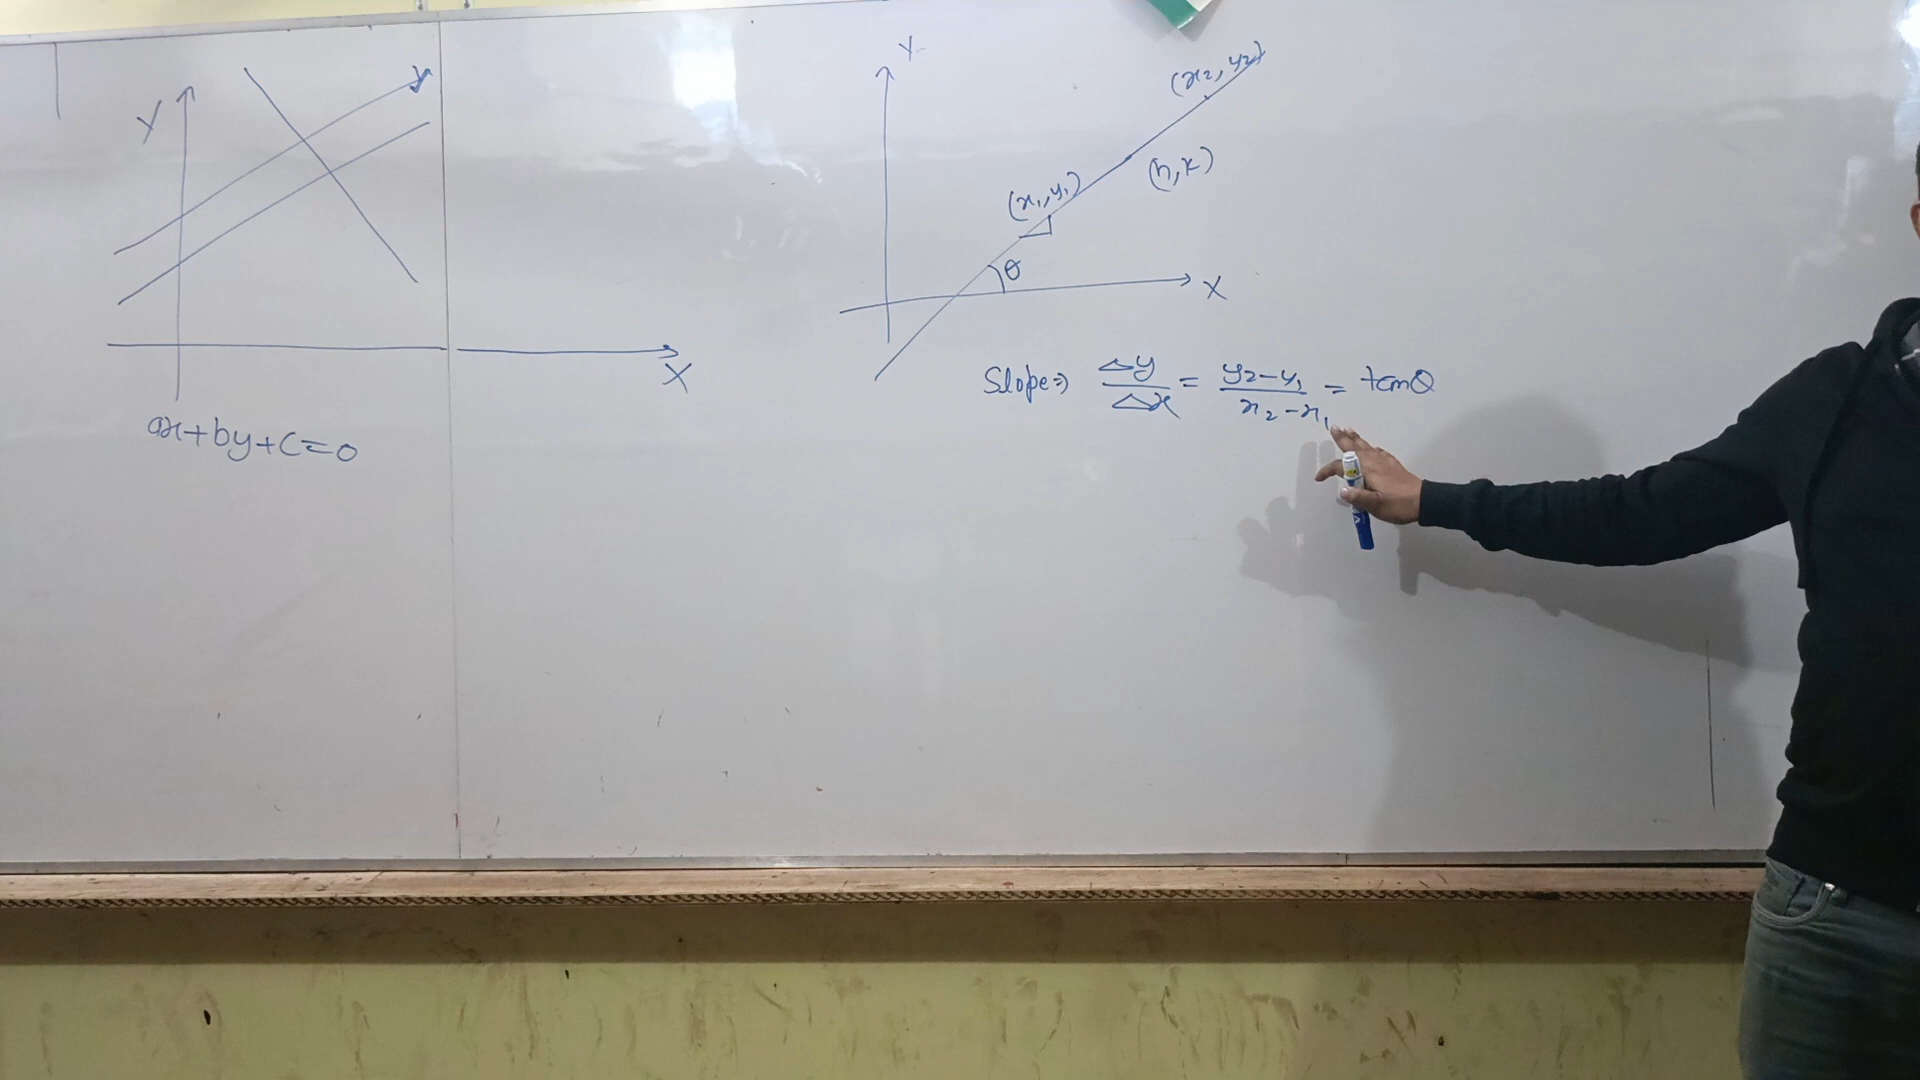 Y
X
ax+by+c=0
Y
(x₂, y₂)
(h, k)
(x₁, y₁)
θ
X
Slope⇒ Δy/Δx = y₂-y₁/x₂-x₁ = tanθ